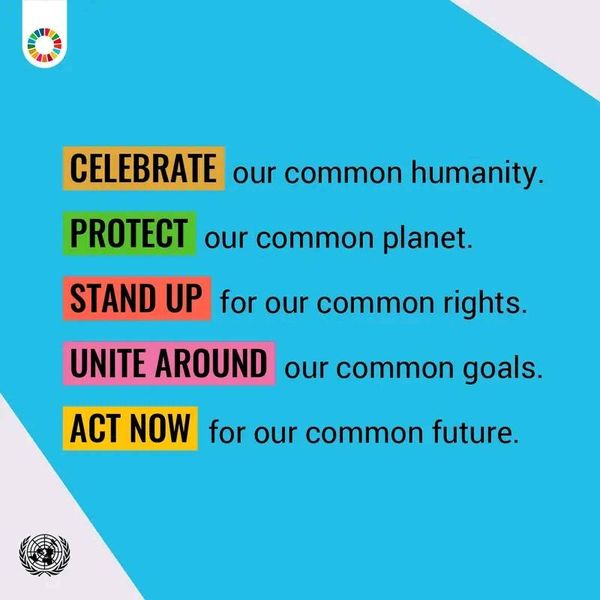 CELEBRATE our common humanity.
PROTECT our common planet.
STAND UP for our common rights.
UNITE AROUND our common goals.
ACT NOW for our common future.